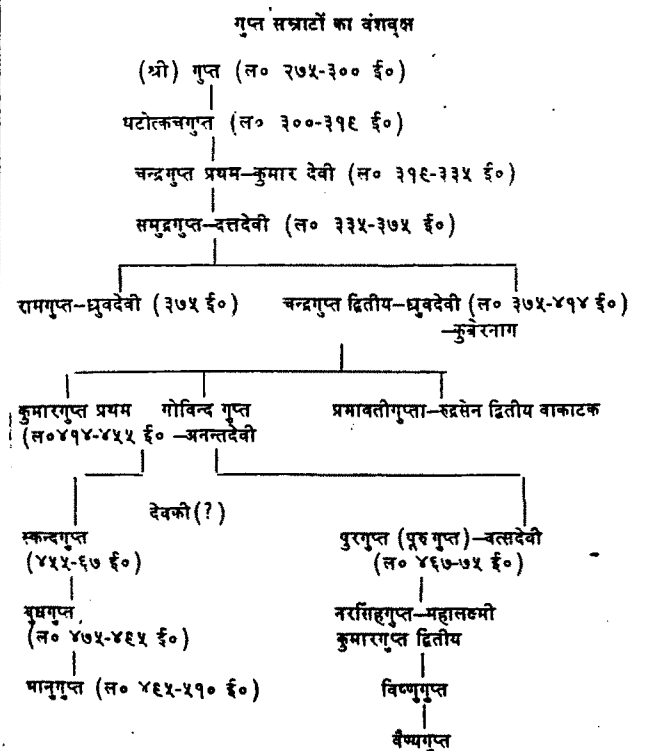 गुप्त सम्राटों का वंशवृक्ष
(श्री) गुप्त (ल० २७५-३०० ई०)
घटोत्कचगुप्त (ल० ३००-३१९ ई०)
चन्द्रगुप्त प्रथम—कुमार देवी (ल० ३१९-३३५ ई०)
समुद्रगुप्त—दत्तदेवी (ल० ३३५-३७५ ई०)
रामगुप्त—ध्रुवदेवी (३७५ ई०) चन्द्रगुप्त द्वितीय—ध्रुवदेवी (ल० ३७५-४१४ ई०)
—कुबेरनाग
कुमारगुप्त प्रथम गोविन्द गुप्त प्रभावतीगुप्ता—रुद्रसेन द्वितीय वाकाटक
(ल०४१४-४५५ ई० —अनन्तदेवी
देवकी (?)
स्कन्दगुप्त पुरगुप्त (पूरु गुप्त)—वत्सदेवी
(४५५-६७ ई०) (ल० ४६७-७५ ई०)
बुधगुप्त नरसिंहगुप्त—महालक्ष्मी
(ल० ४७५-४९५ ई०) कुमारगुप्त द्वितीय
भानुगुप्त (ल० ४९५-५१० ई०) विष्णुगुप्त
वैण्यगुप्त